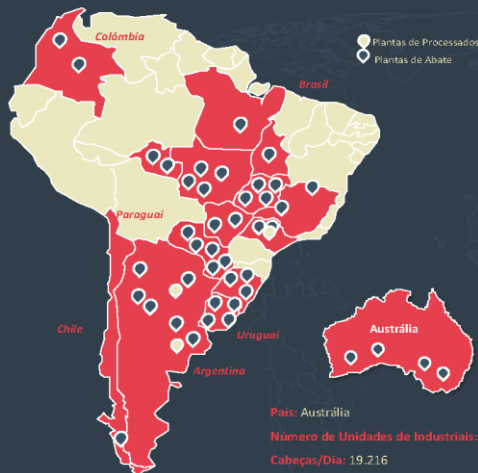 Colômbia
Plantas de Processados
Plantas de Abate
Brasil
Paraguai
Chile
Uruguai
Austrália
Argentina
País: Austrália
Número de Unidades de Industriais:
Cabeças/Dia: 19.216